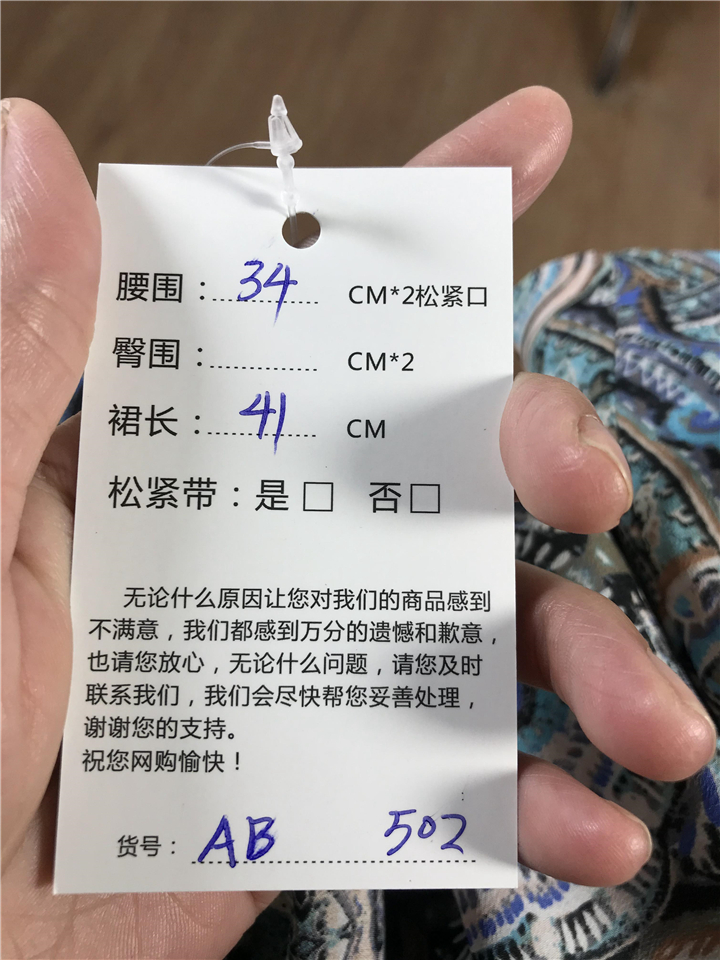 腰围：34 CM*2松紧口
臀围： CM*2
裙长：41 CM
松紧带：是□ 否□
无论什么原因让您对我们的商品感到
不满意，我们都感到万分的遗憾和歉意，
也请您放心，无论什么问题，请您及时
联系我们，我们会尽快帮您妥善处理，
谢谢您的支持。
祝您网购愉快！
货号：AB 502